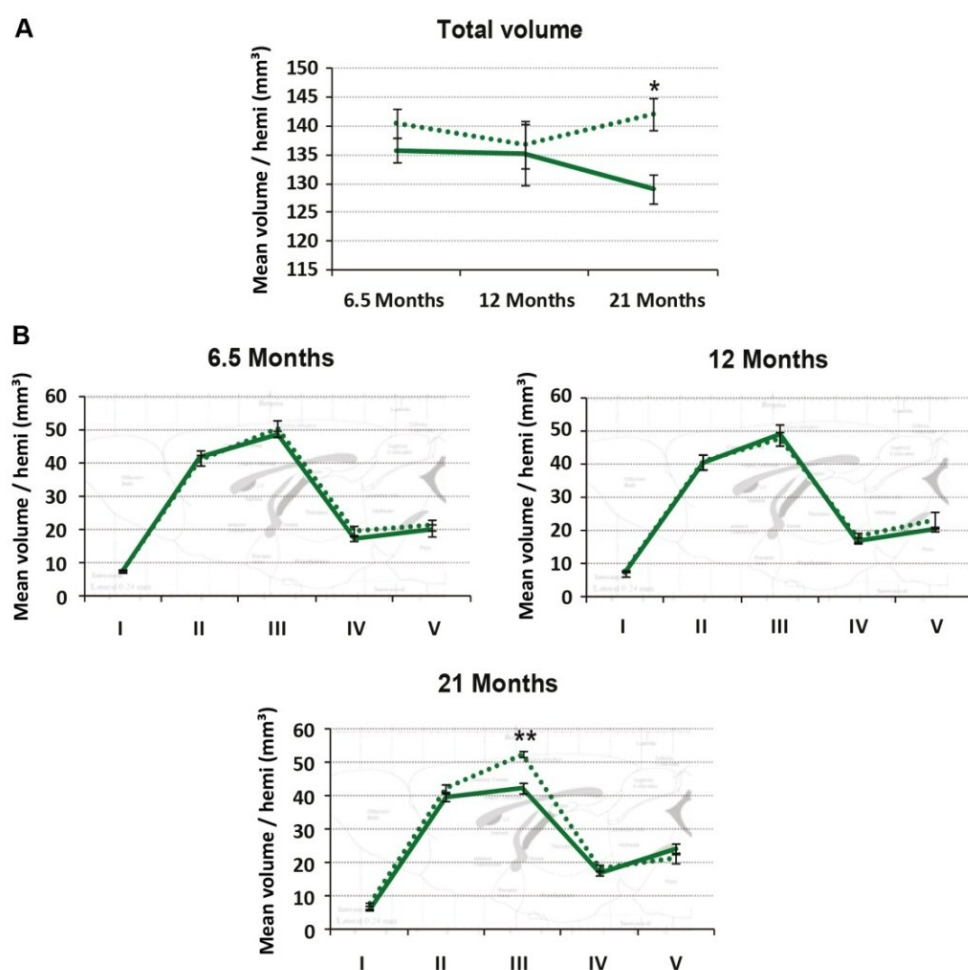 A
Total volume
Mean volume / hemi (mm³)
150
145
140
135
130
125
120
115
*
6.5 Months
12 Months
21 Months
B
6.5 Months
Mean volume / hemi (mm³)
60
50
40
30
20
10
0
I
II
III
IV
V
12 Months
Mean volume / hemi (mm³)
60
50
40
30
20
10
0
I
II
III
IV
V
21 Months
Mean volume / hemi (mm³)
60
50
40
30
20
10
0
**
I
II
III
IV
V